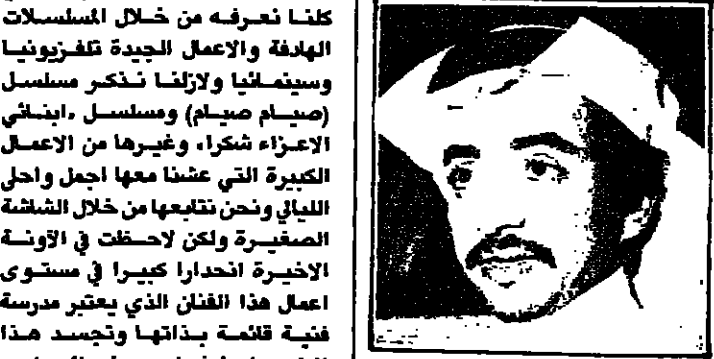 كلنا نعرفه من خلال المسلسلات
الهادفة والاعمال الجيدة تلفزيونيا
وسينمائيا ولازلنا نذكر مسلسل
(صيام صيام) ومسلسل «ابنائي
الاعزاء شكرا» وغيرها من الاعمال
الكبيرة التي عشنا معها اجمل واحلى
الليالي ونحن نتابعها من خلال الشاشة
الصغيرة ولكن لاحظت في الآونة
الاخيرة انحدارا كبيرا في مستوى
اعمال هذا الفنان الذي يعتبر مدرسة
فنية قائمة بذاتها وتجسد هذا